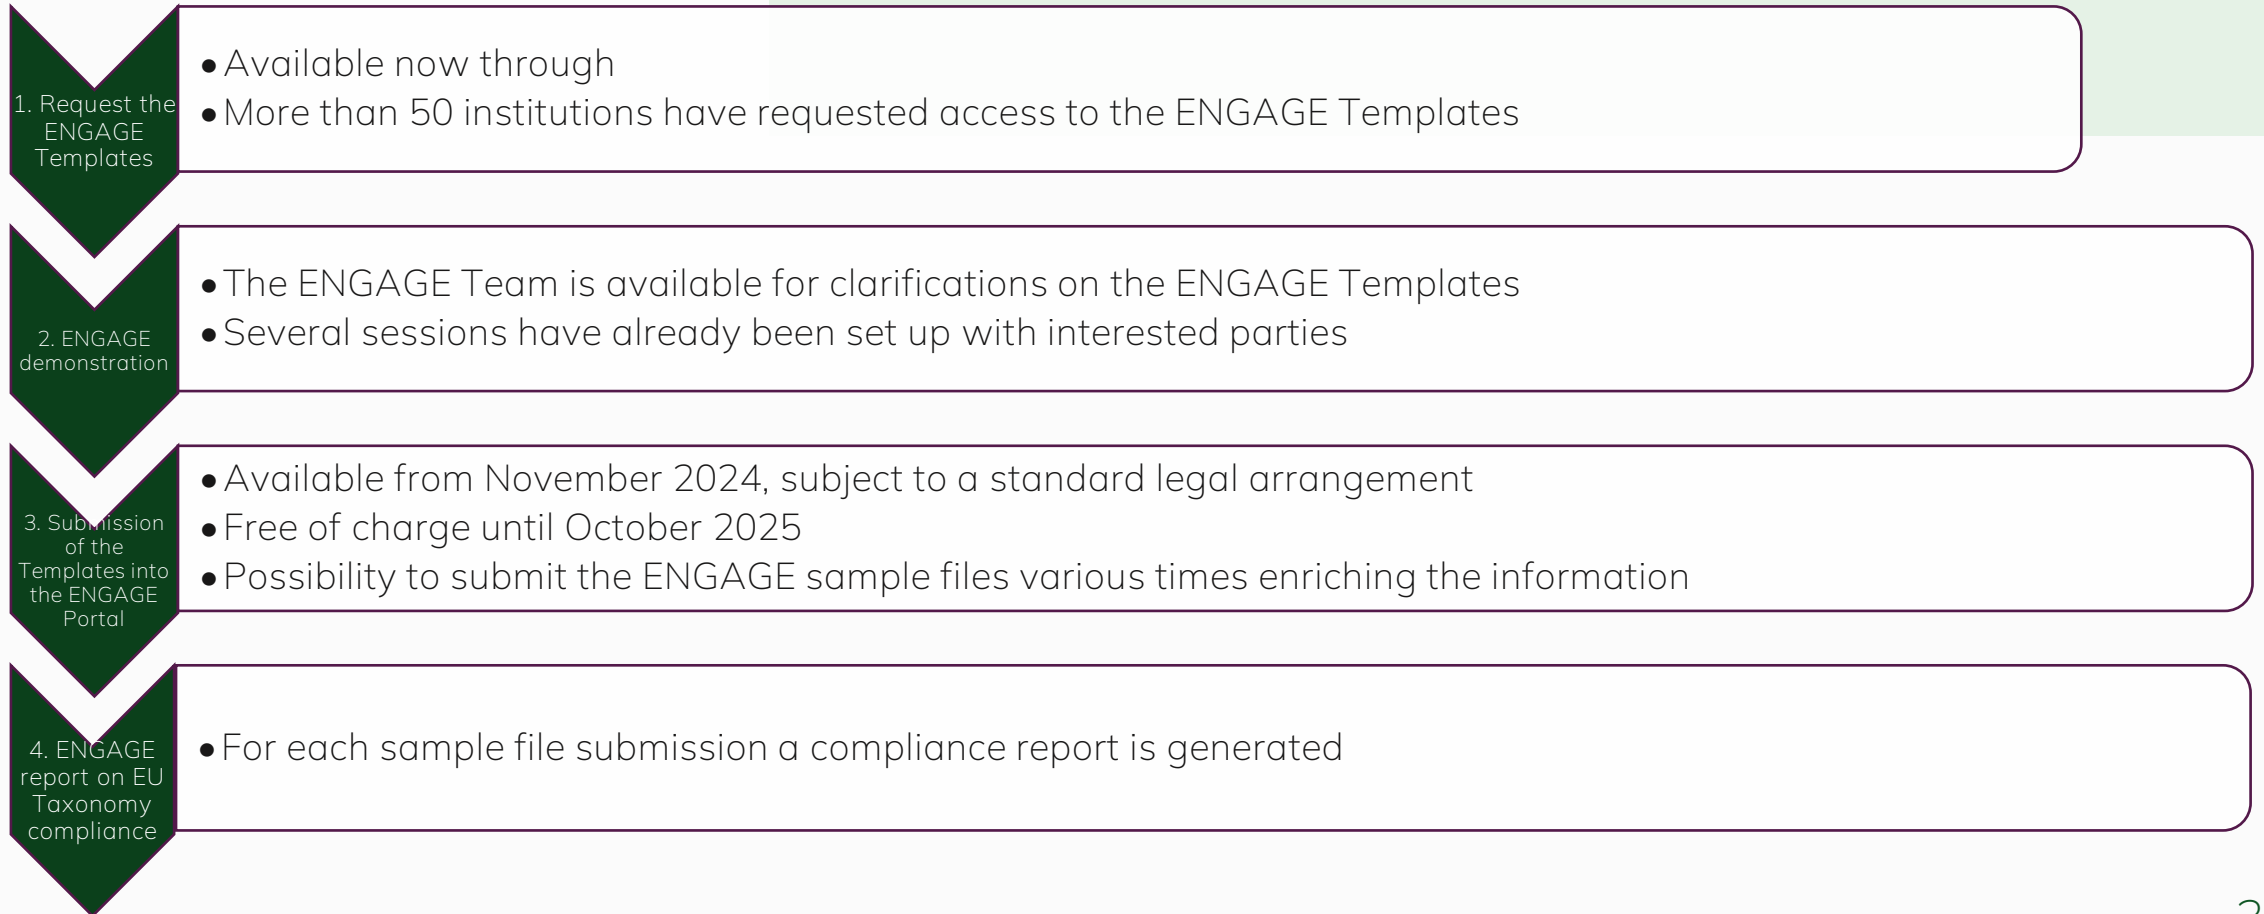 1. Request the
ENGAGE
Templates
•Available now through
•More than 50 institutions have requested access to the ENGAGE Templates
2. ENGAGE
demonstration
•The ENGAGE Team is available for clarifications on the ENGAGE Templates
•Several sessions have already been set up with interested parties
3. Submission
of the
Templates into
the ENGAGE
Portal
•Available from November 2024, subject to a standard legal arrangement
•Free of charge until October 2025
•Possibility to submit the ENGAGE sample files various times enriching the information
4. ENGAGE
report on EU
Taxonomy
compliance
•For each sample file submission a compliance report is generated